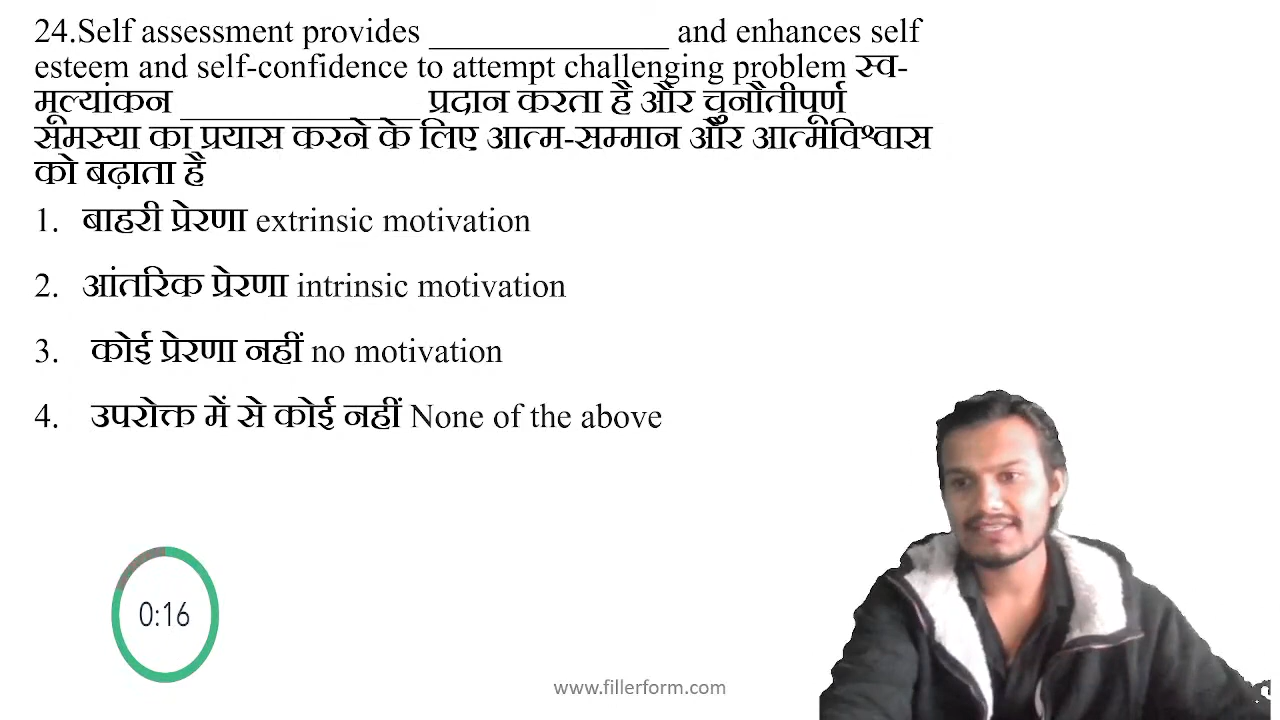 24.Self assessment provides _______________ and enhances self
esteem and self-confidence to attempt challenging problem स्व-
मूल्यांकन _______________ प्रदान करता है और चुनौतीपूर्ण
समस्या का प्रयास करने के लिए आत्म-सम्मान और आत्मविश्वास
को बढ़ाता है
1. बाहरी प्रेरणा extrinsic motivation
2. आंतरिक प्रेरणा intrinsic motivation
3. कोई प्रेरणा नहीं no motivation
4. उपरोक्त में से कोई नहीं None of the above
0:16
www.fillerform.com